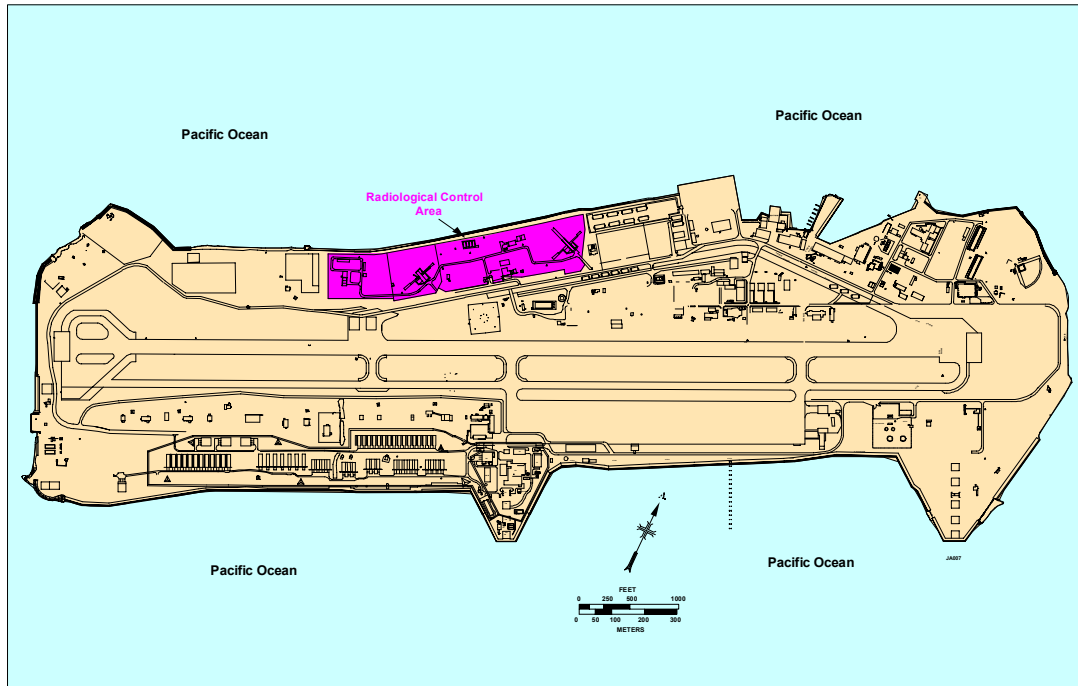 Pacific Ocean
Pacific Ocean
Radiological Control
Area
Pacific Ocean
Pacific Ocean
JA007
FEET
0 250 500 1000
0 50 100 200 300
METERS